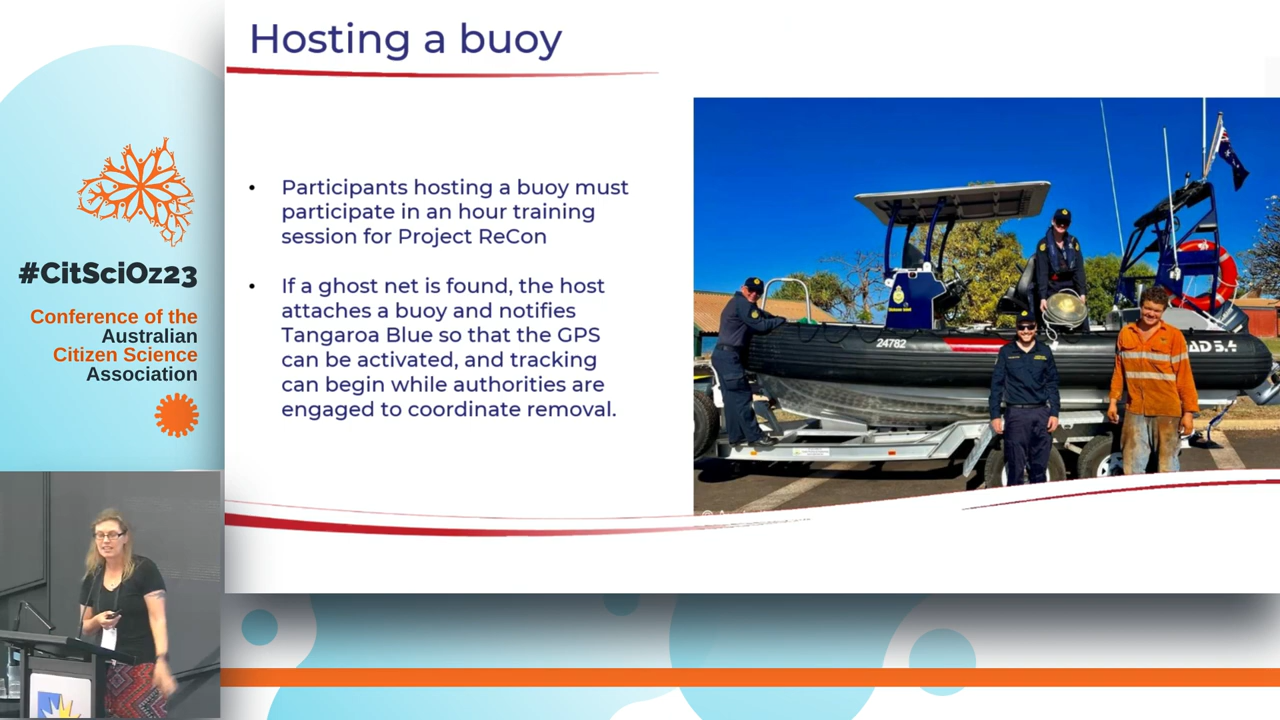 Hosting a buoy
• Participants hosting a buoy must
participate in an hour training
session for Project ReCon
• If a ghost net is found, the host
attaches a buoy and notifies
Tangaroa Blue so that the GPS
can be activated, and tracking
can begin while authorities are
engaged to coordinate removal.
24782
#CitSciOz23
Conference of the
Australian
Citizen Science
Association